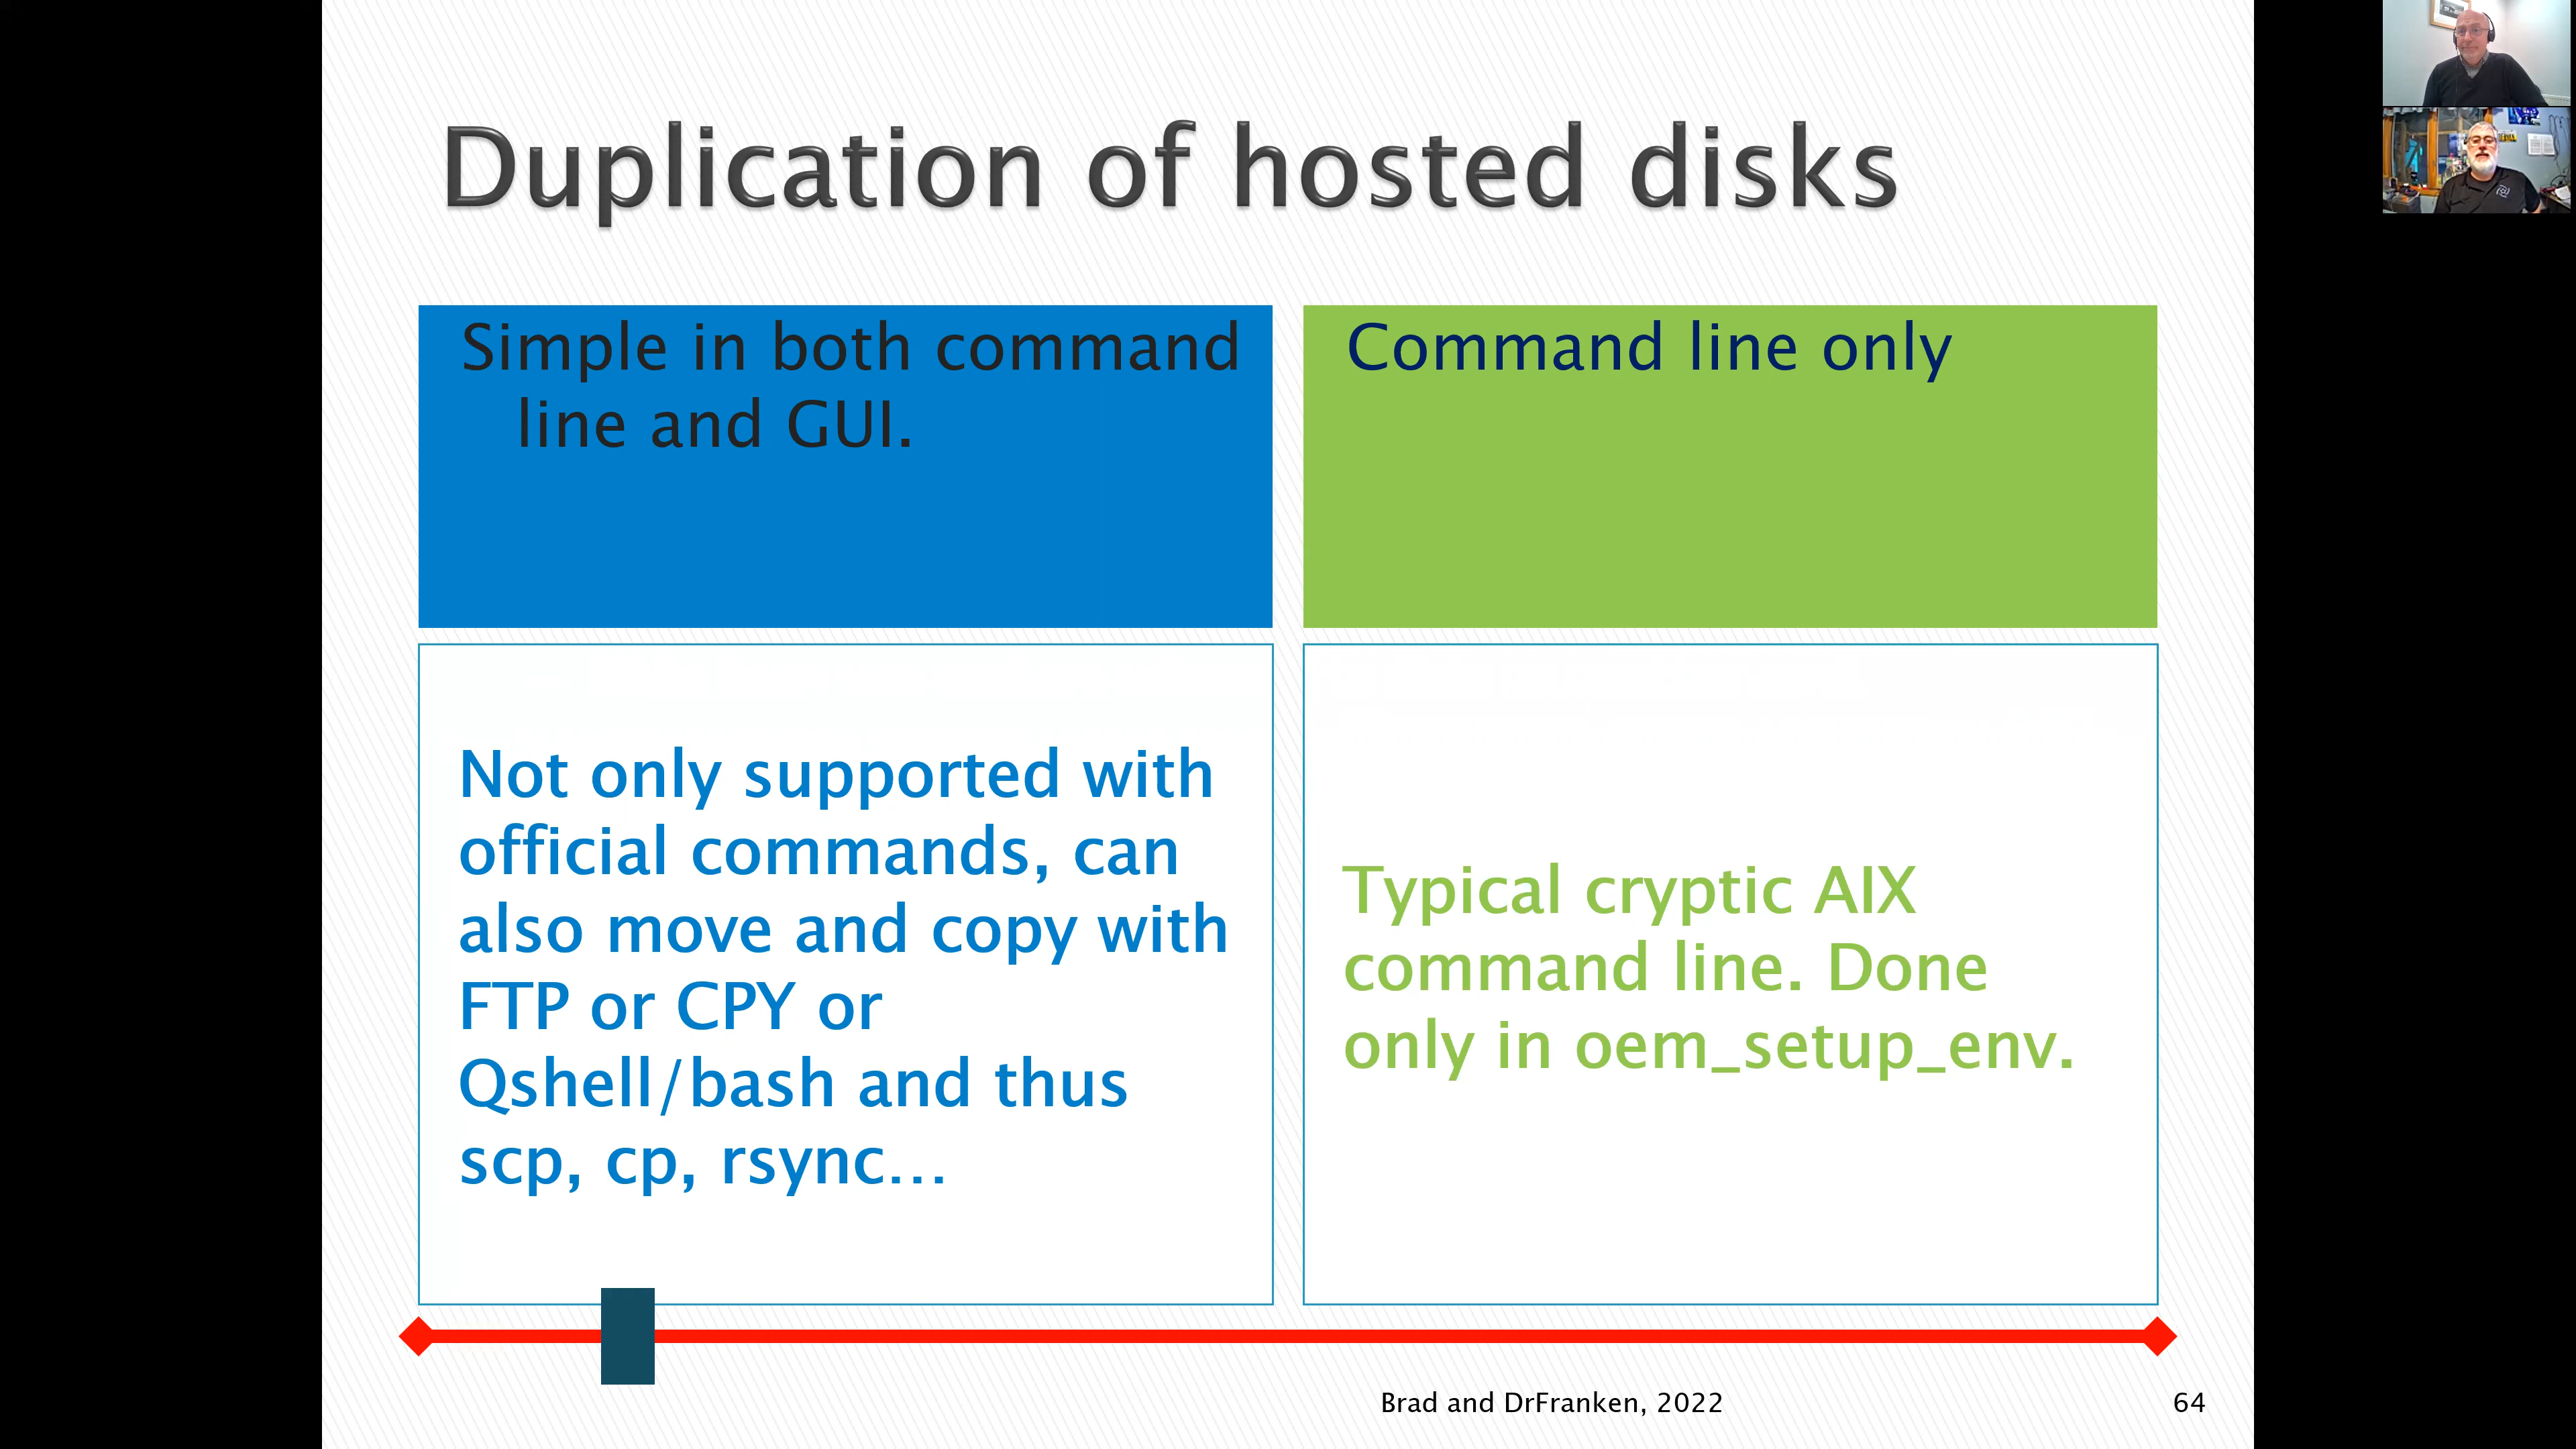 Duplication of hosted disks
Simple in both command
line and GUI.
Command line only
Not only supported with
official commands, can
also move and copy with
FTP or CPY or
Qshell/bash and thus
scp, cp, rsync...
Typical cryptic AIX
command line. Done
only in oem_setup_env.
Brad and DrFranken, 2022
64